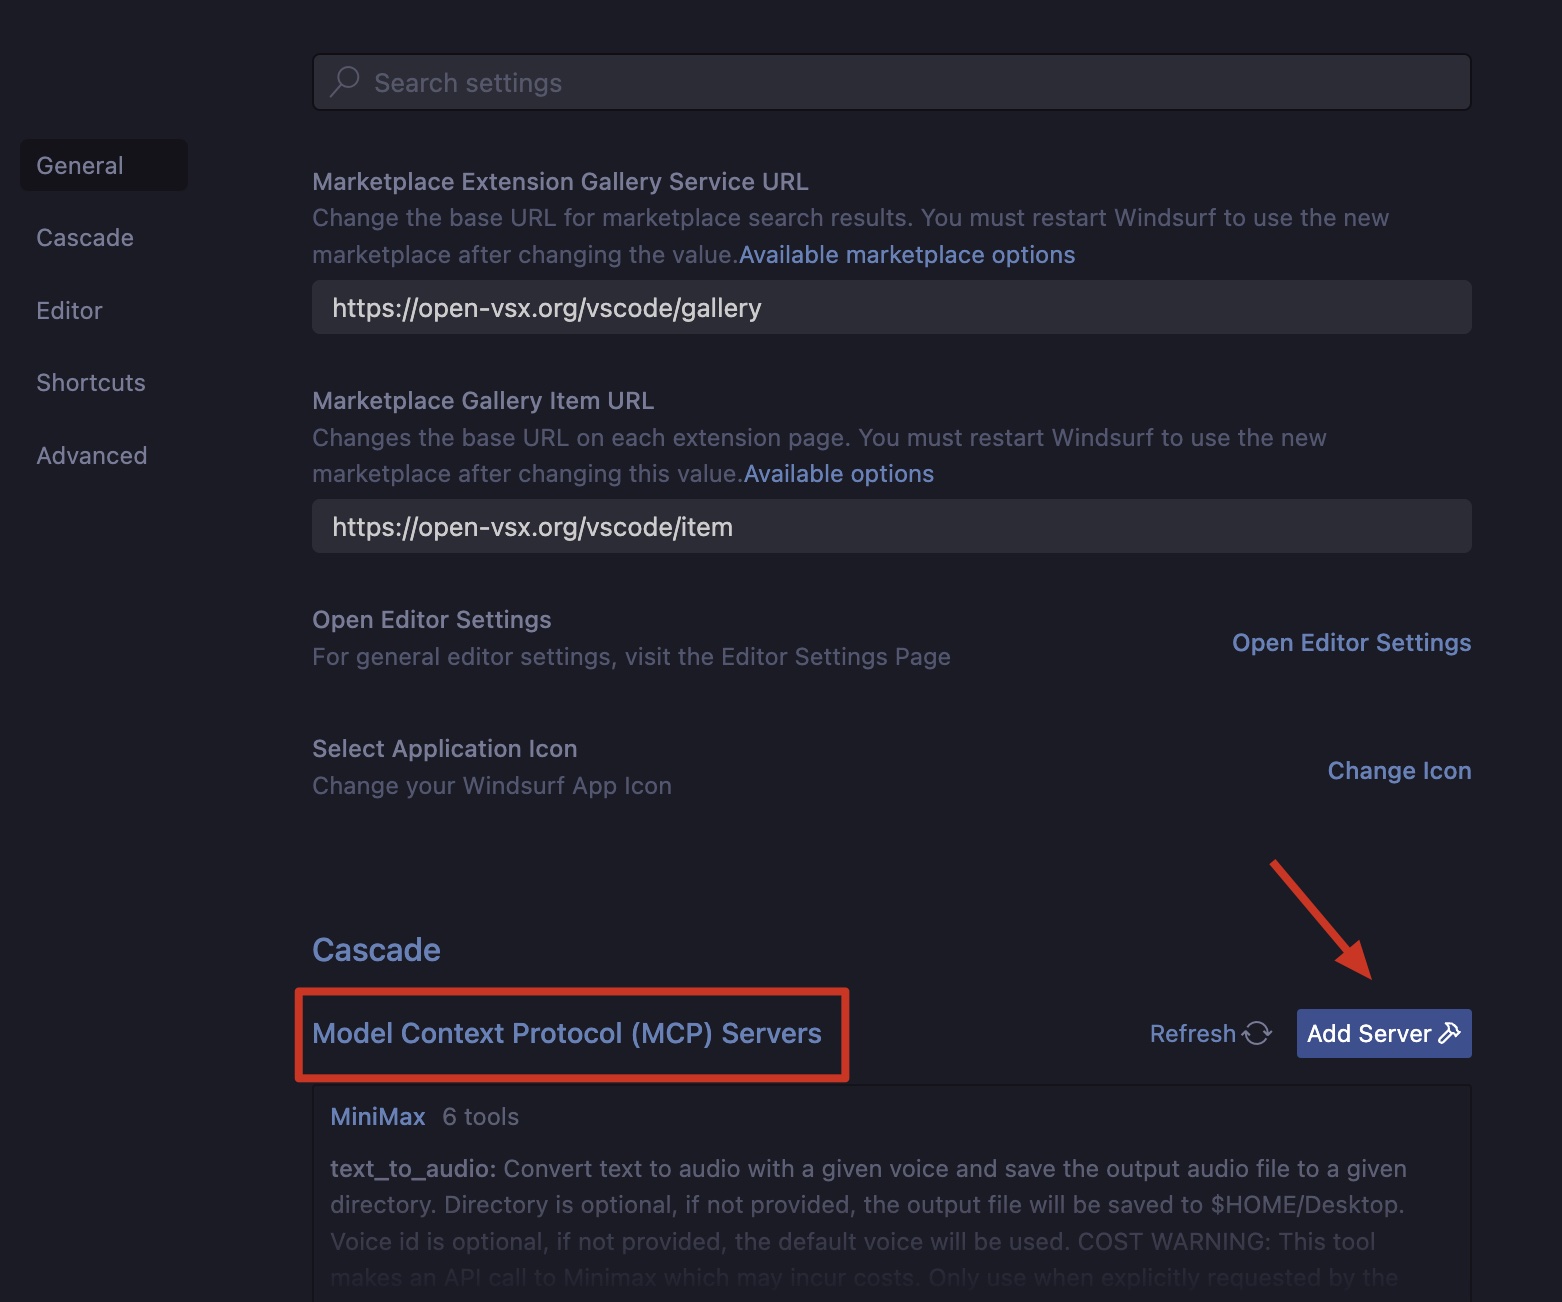 Search settings
General
Cascade
Editor
Shortcuts
Advanced
Marketplace Extension Gallery Service URL
Change the base URL for marketplace search results. You must restart Windsurf to use the new
marketplace after changing the value.Available marketplace options
https://open-vsx.org/vscode/gallery
Marketplace Gallery Item URL
Changes the base URL on each extension page. You must restart Windsurf to use the new
marketplace after changing this value.Available options
https://open-vsx.org/vscode/item
Open Editor Settings
For general editor settings, visit the Editor Settings Page
Open Editor Settings
Select Application Icon
Change your Windsurf App Icon
Change Icon
Cascade
Model Context Protocol (MCP) Servers
Refresh
Add Server
MiniMax 6 tools
text_to_audio: Convert text to audio with a given voice and save the output audio file to a given
directory. Directory is optional, if not provided, the output file will be saved to $HOME/Desktop.
Voice id is optional, if not provided, the default voice will be used. COST WARNING: This tool
makes an API call to Minimax which may incur costs. Only use when explicitly requested by the